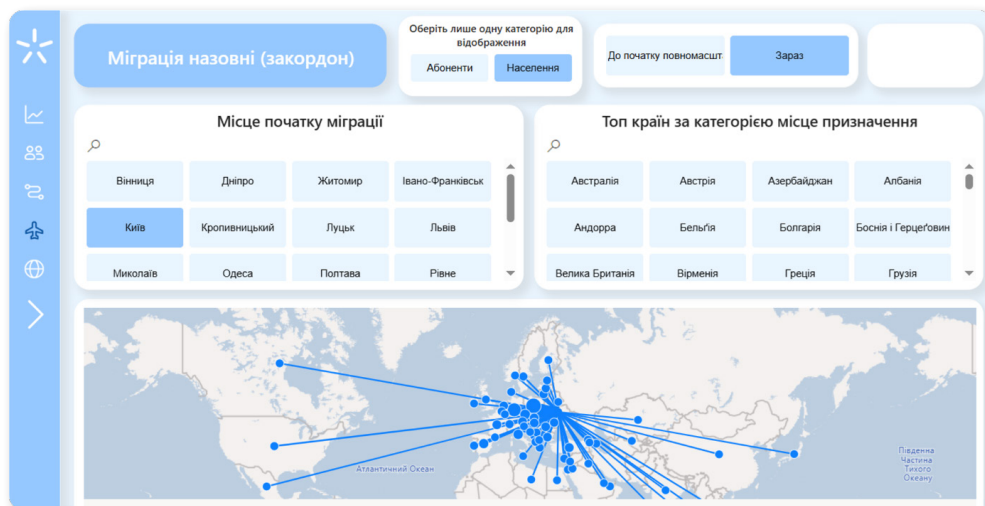 Міграція назовні (закордон)
Оберіть лише одну категорію для
відображення
Абоненти
Населення
До початку повномасшт
Зараз
Місце початку міграції
Вінниця
Дніпро
Житомир
Івано-Франківськ
Київ
Кропивницький
Луцьк
Львів
Миколаїв
Одеса
Полтава
Рівне
Топ країн за категорією місце призначення
Австралія
Австрія
Азербайджан
Албанія
Андорра
Бельґія
Болгарія
Боснія і Герцеґовин
Велика Британія
Вірменія
Греція
Грузія
Атлантичний Океан
Південна
Частина
Тихого
Океану